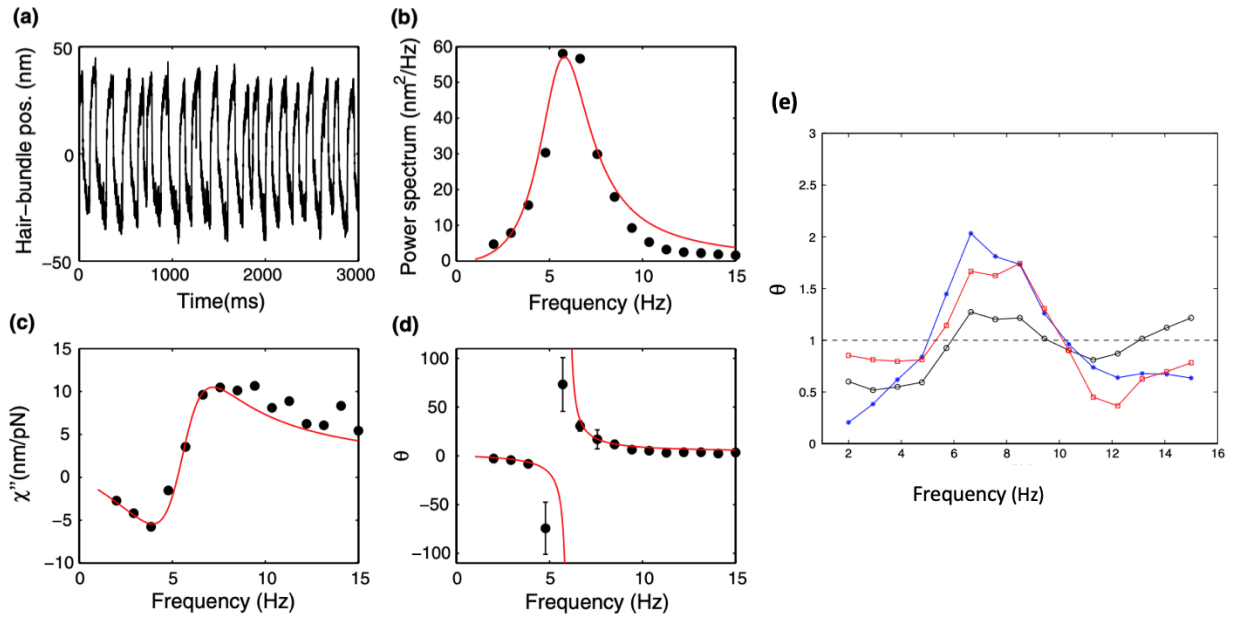 (a)
Hair-bundle pos. (nm)
50
0
−50
0 1000 2000 3000
Time(ms)
(b)
Power spectrum (nm²/Hz)
60
50
40
30
20
10
0
0 5 10 15
Frequency (Hz)
(c)
χ''(nm/pN)
15
10
5
0
−5
−10
0 5 10 15
Frequency (Hz)
(d)
θ
100
50
0
−50
−100
0 5 10 15
Frequency (Hz)
(e)
θ
3
2.5
2
1.5
1
0.5
0
2 4 6 8 10 12 14 16
Frequency (Hz)